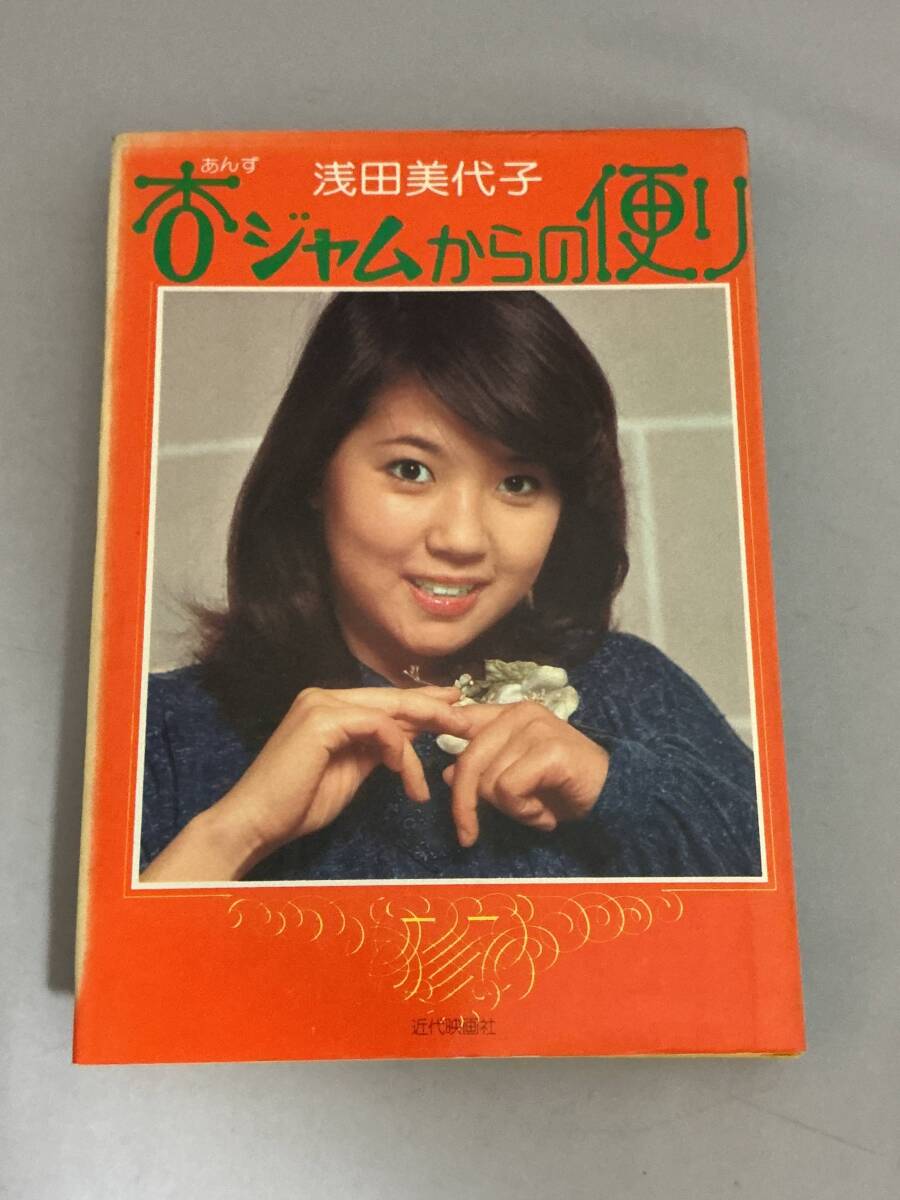 浅田美代子
あんず
杏ジャムからの便り
近代映画社